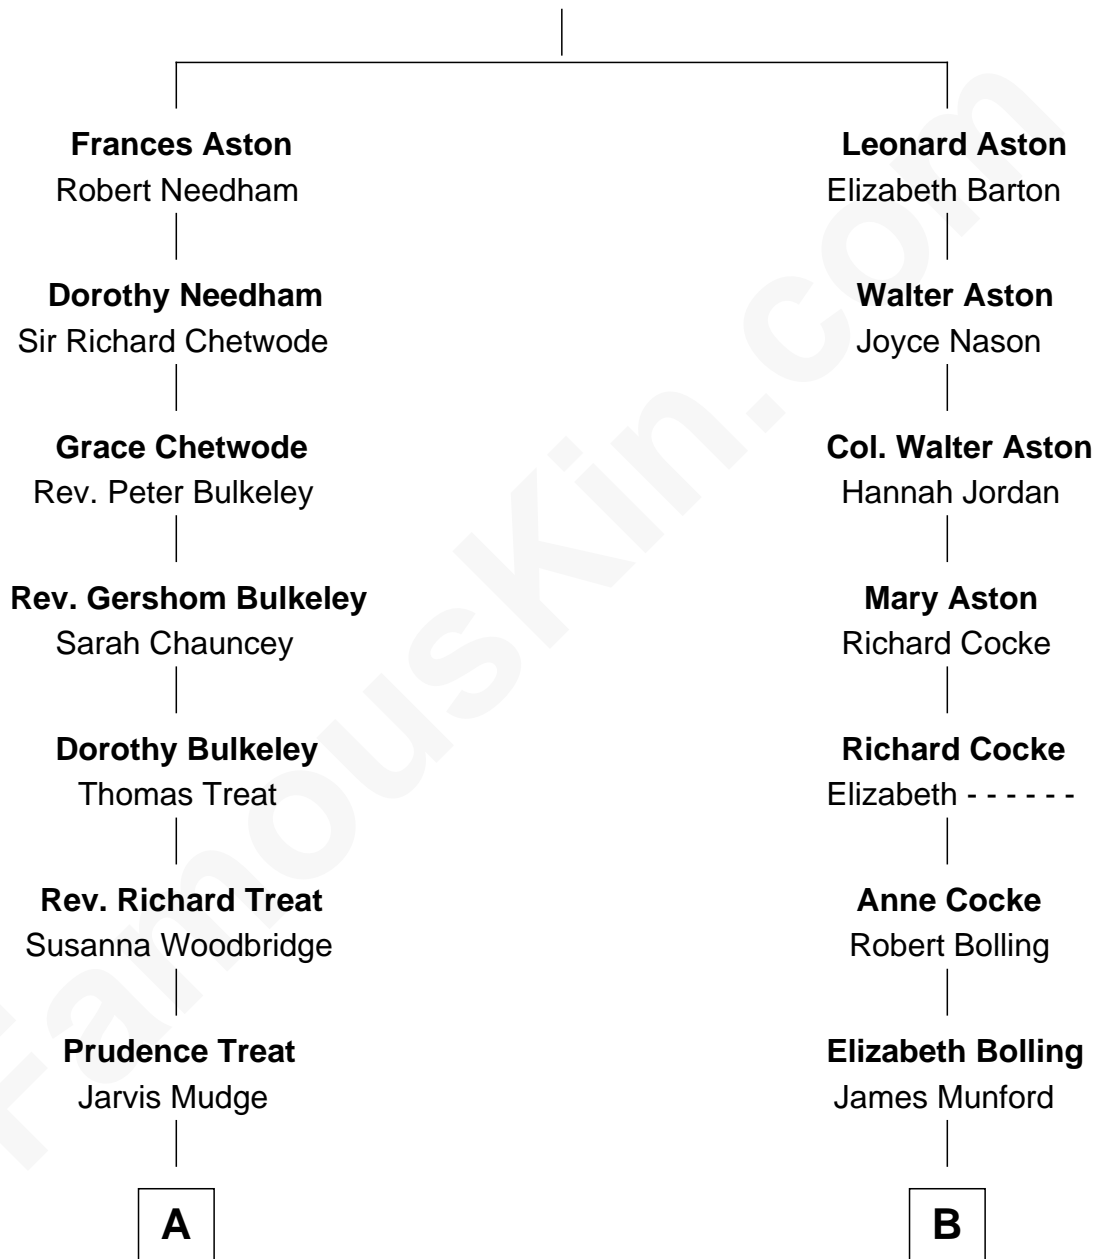 Frances Aston
Robert Needham
Dorothy Needham
Sir Richard Chetwode
Grace Chetwode
Rev. Peter Bulkeley
Rev. Gershom Bulkeley
Sarah Chauncey
Dorothy Bulkeley
Thomas Treat
Rev. Richard Treat
Susanna Woodbridge
Prudence Treat
Jarvis Mudge
A
Leonard Aston
Elizabeth Barton
Walter Aston
Joyce Nason
Col. Walter Aston
Hannah Jordan
Mary Aston
Richard Cocke
Richard Cocke
Elizabeth - - - - - -
Anne Cocke
Robert Bolling
Elizabeth Bolling
James Munford
B
FamousKin.com